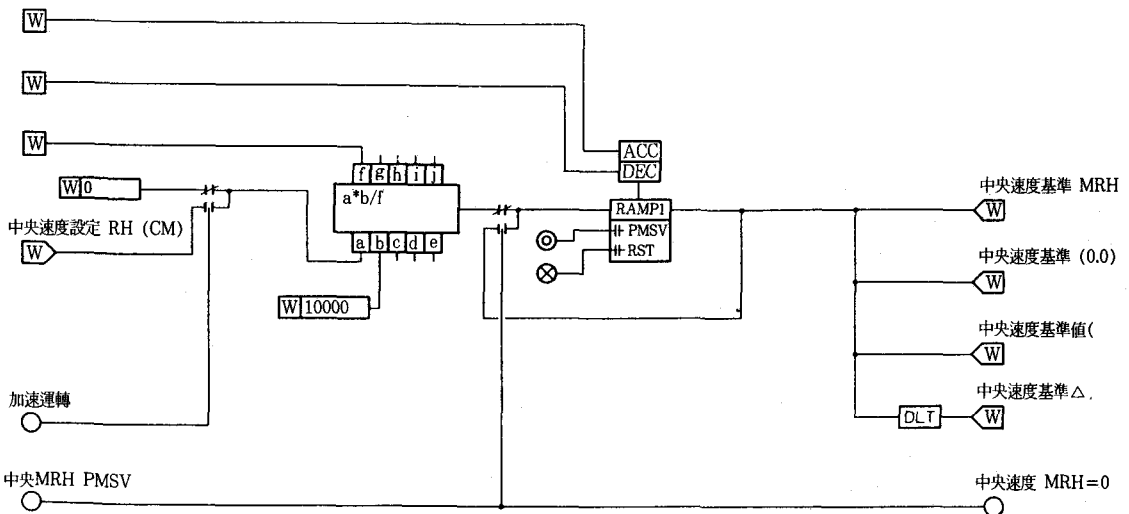 W
W
W
ACC
DEC
f g h i j
a*b/f
W 0
中央速度設定 RH (CM)
W
a b c d e
W 10000
RAMP1
PMSV
RST
中央速度基準 MRH
W
中央速度基準 (0.0)
W
中央速度基準値(
W
中央速度基準△.
DLT
W
加速運轉
中央MRH PMSV
中央速度 MRH=0